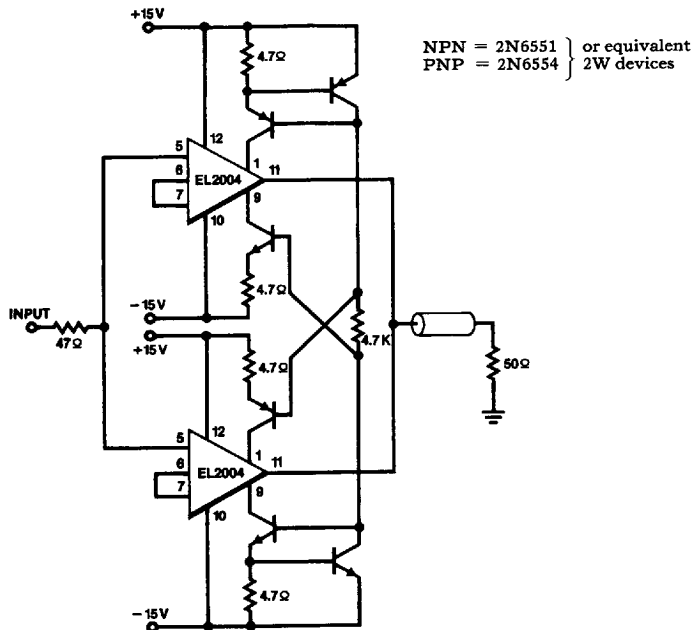 +15V
NPN = 2N6551 } or equivalent
PNP = 2N6554 } 2W devices
4.7Ω
12
5
1
11
6
EL2004
7
9
10
4.7Ω
-15V
INPUT
47Ω
+15V
4.7K
4.7Ω
50Ω
12
5
1
11
6
EL2004
7
9
10
4.7Ω
-15V